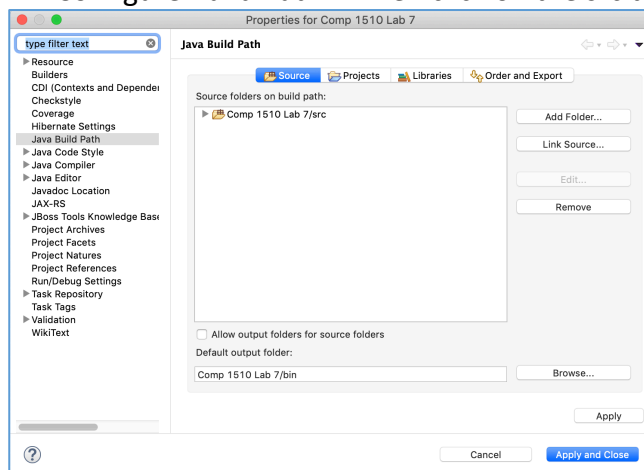 Properties for Comp 1510 Lab 7
type filter text
Java Build Path
Resource
Builders
CDI (Contexts and Depender
Checkstyle
Coverage
Hibernate Settings
Java Build Path
Java Code Style
Java Compiler
Java Editor
Javadoc Location
JAX-RS
JBoss Tools Knowledge Base
Project Archives
Project Facets
Project Natures
Project References
Run/Debug Settings
Task Repository
Task Tags
Validation
WikiText
Source Projects Libraries Order and Export
Source folders on build path:
Comp 1510 Lab 7/src
Add Folder...
Link Source...
Edit...
Remove
Allow output folders for source folders
Default output folder:
Comp 1510 Lab 7/bin
Browse...
Apply
?
Cancel
Apply and Close